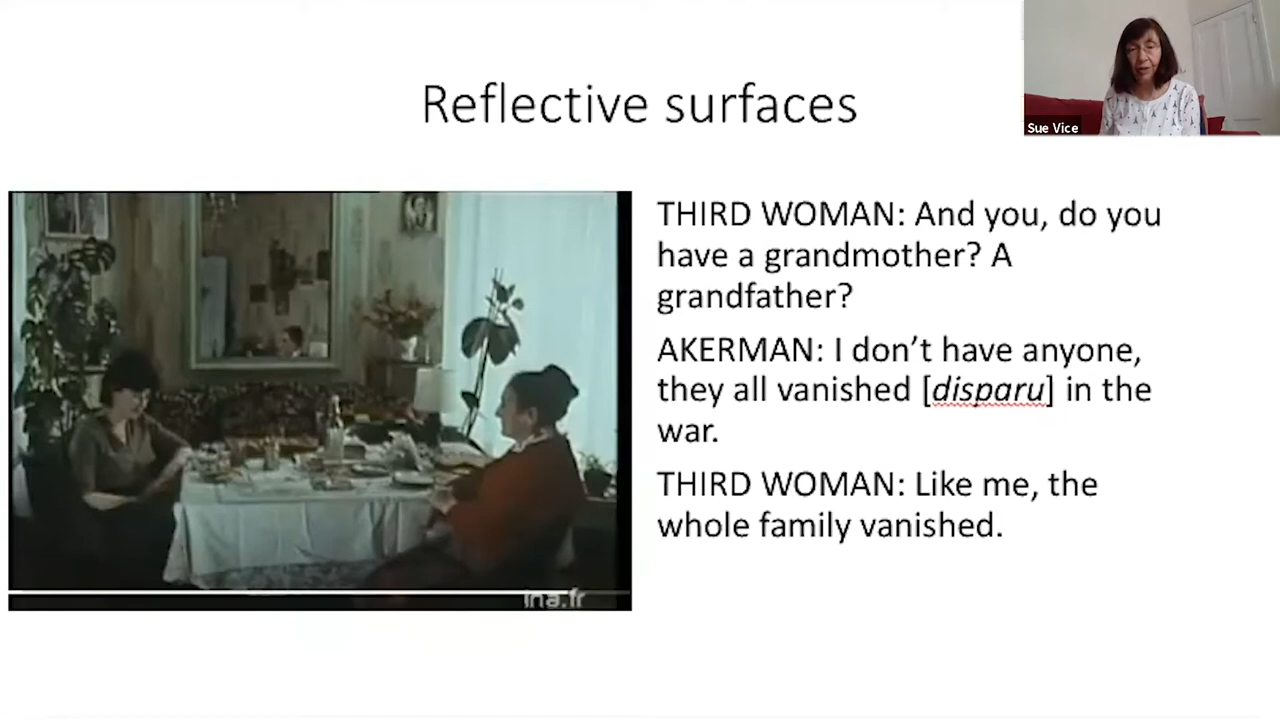 Reflective surfaces
Sue Vice
THIRD WOMAN: And you, do you
have a grandmother? A
grandfather?
AKERMAN: I don’t have anyone,
they all vanished [disparu] in the
war.
THIRD WOMAN: Like me, the
whole family vanished.
ina.fr